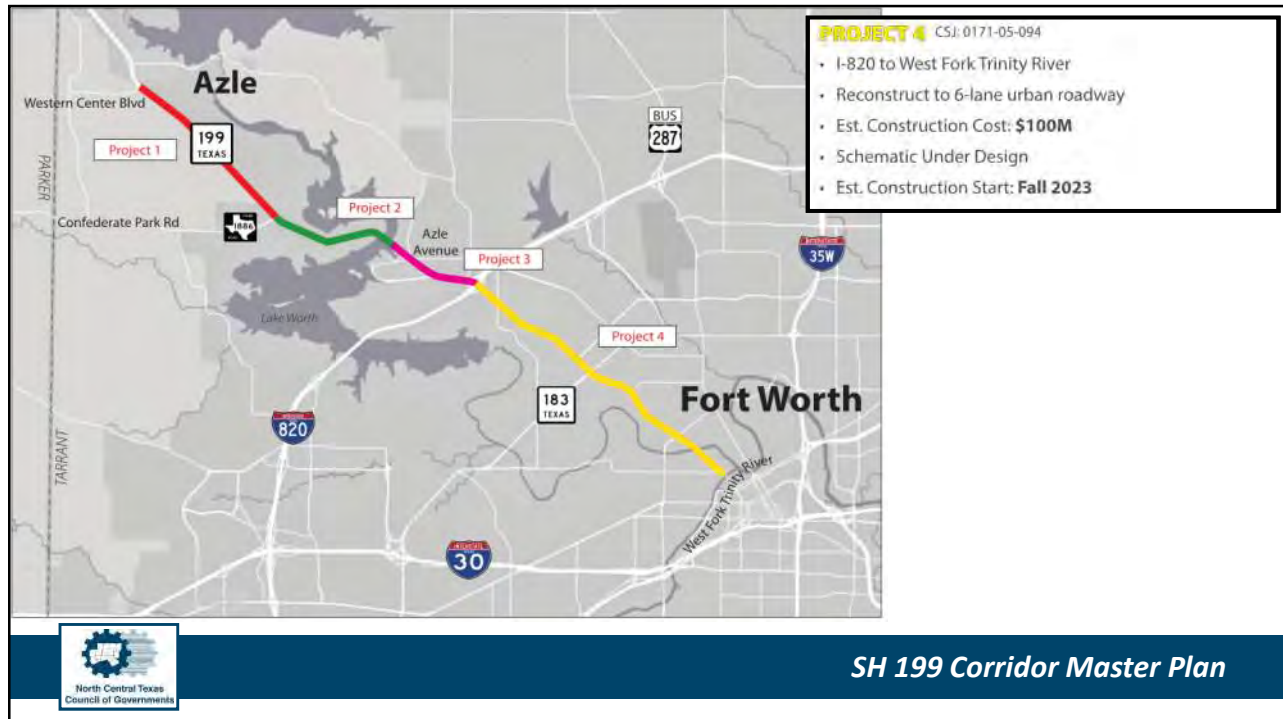 Azle
Western Center Blvd
199
TEXAS
Project 1
PARKER
BUS
287
Confederate Park Rd
1886
Project 2
Azle
Avenue
Project 3
35W
Lake Worth
Project 4
183
TEXAS
Fort Worth
820
TARRANT
West Fork Trinity River
30
PROJECT 4 CSJ: 0171-05-094
• I-820 to West Fork Trinity River
• Reconstruct to 6-lane urban roadway
• Est. Construction Cost: $100M
• Schematic Under Design
• Est. Construction Start: Fall 2023
North Central Texas
Council of Governments
SH 199 Corridor Master Plan